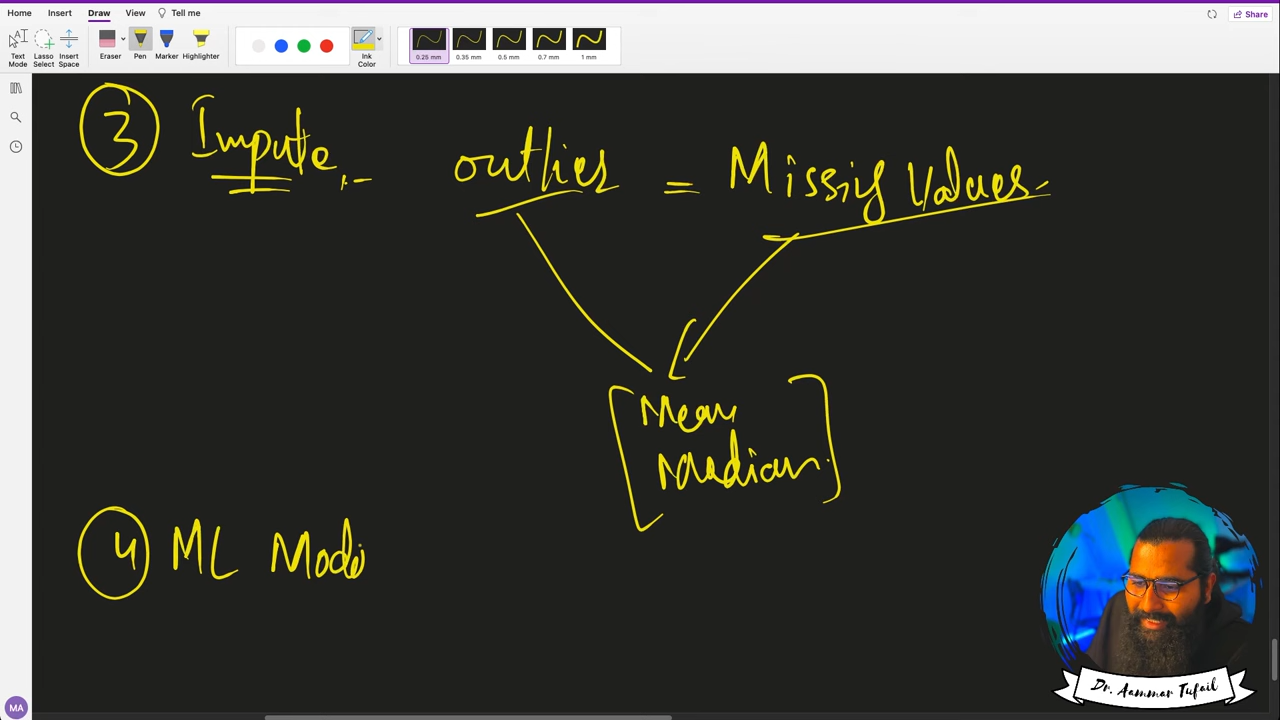 Home Insert Draw View Tell me
Share
Text Mode
Lasso Select
Insert Space
Eraser
Pen
Marker
Highlighter
Ink Color
0.25 mm
0.35 mm
0.5 mm
0.7 mm
1 mm
3 Impute outlier = Missing Values
Mean
Median
4 ML Mode
MA
Dr. Aammar Tufail